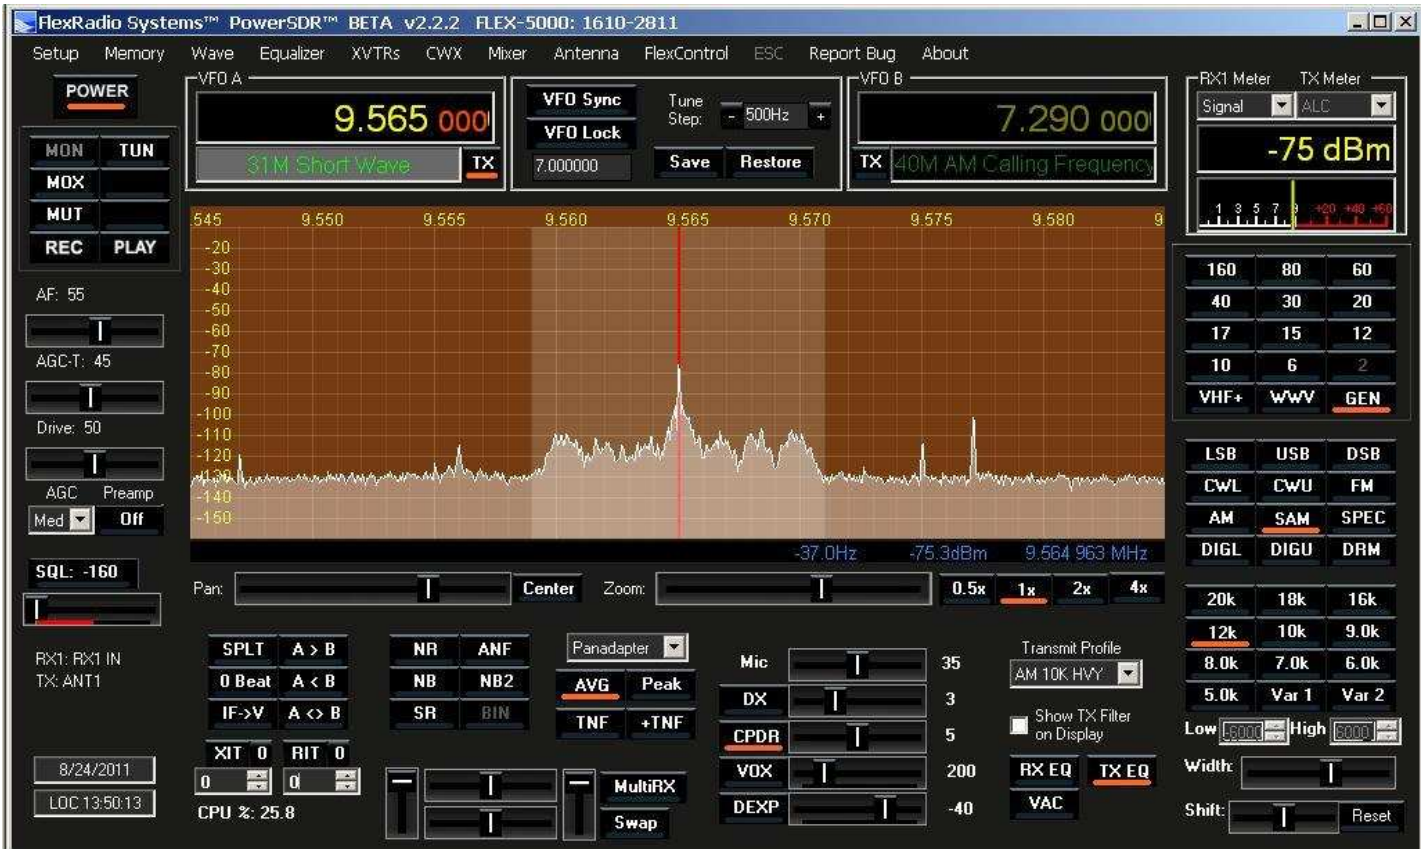 FlexRadio Systems™ PowerSDR™ BETA v2.2.2 FLEX-5000: 1610-2811
Setup Memory Wave Equalizer XVTRs CWX Mixer Antenna FlexControl ESC Report Bug About
POWER
MON TUN
MOX
MUT
REC PLAY
AF: 55
AGC-T: 45
Drive: 50
AGC Preamp
Med Off
SQL: -160
RX1: RX1 IN
TX: ANT1
8/24/2011
LOC 13:50:13
VFO A
9.565 000
31M Short Wave TX
VFO Sync
VFO Lock
7.000000
Tune
Step: - 500Hz +
Save Restore
VFO B
7.290 000
TX 40M AM Calling Frequency
RX1 Meter TX Meter
Signal ALC
-75 dBm
1 3 5 7 9 +20 +40 +60
.545 9.550 9.555 9.560 9.565 9.570 9.575 9.580 9
-20
-30
-40
-50
-60
-70
-80
-90
-100
-110
-120
-130
-140
-150
-37.0Hz -75.3dBm 9.564 963 MHz
Pan: Center Zoom: 0.5x 1x 2x 4x
SPLT A > B
0 Beat A < B
IF->V A <> B
XIT 0 RIT 0
0 0
CPU %: 25.8
NR ANF
NB NB2
SR BIN
MultiRX
Swap
Panadapter
AVG Peak
TNF +TNF
Mic 35
DX 3
CPDR 5
VOX 200
DEXP -40
Transmit Profile
AM 10K HVY
Show TX Filter
on Display
RX EQ TX EQ
VAC
160 80 60
40 30 20
17 15 12
10 6 2
VHF+ WWV GEN
LSB USB DSB
CWL CWU FM
AM SAM SPEC
DIGL DIGU DRM
20k 18k 16k
12k 10k 9.0k
8.0k 7.0k 6.0k
5.0k Var 1 Var 2
Low -6000 High 6000
Width:
Shift: Reset